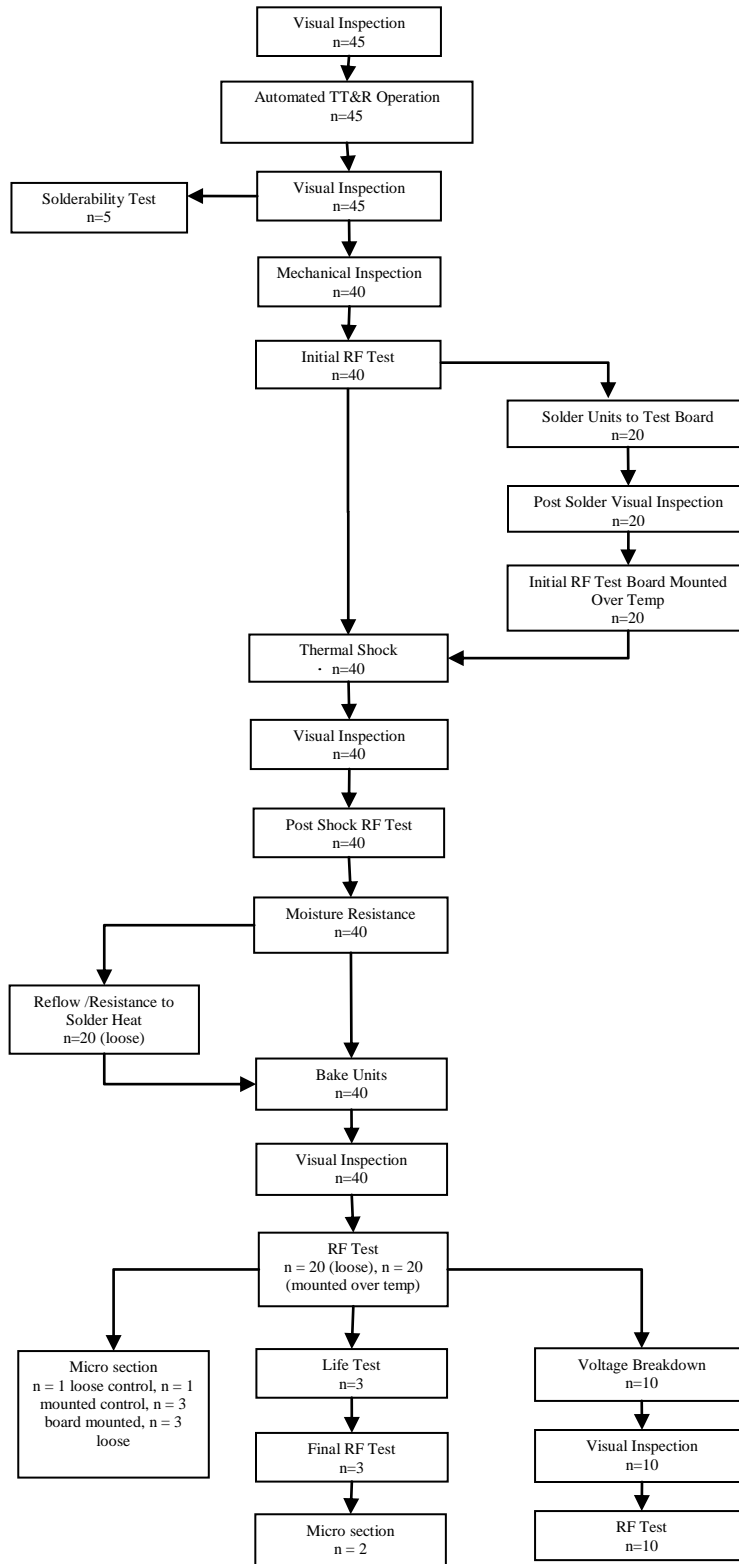 Visual Inspection
n=45
Automated TT&R Operation
n=45
Visual Inspection
n=45
Solderability Test
n=5
Mechanical Inspection
n=40
Initial RF Test
n=40
Solder Units to Test Board
n=20
Post Solder Visual Inspection
n=20
Initial RF Test Board Mounted
Over Temp
n=20
Thermal Shock
· n=40
Visual Inspection
n=40
Post Shock RF Test
n=40
Moisture Resistance
n=40
Reflow /Resistance to
Solder Heat
n=20 (loose)
Bake Units
n=40
Visual Inspection
n=40
RF Test
n = 20 (loose), n = 20
(mounted over temp)
Micro section
n = 1 loose control, n = 1
mounted control, n = 3
board mounted, n = 3
loose
Life Test
n=3
Final RF Test
n=3
Micro section
n = 2
Voltage Breakdown
n=10
Visual Inspection
n=10
RF Test
n=10